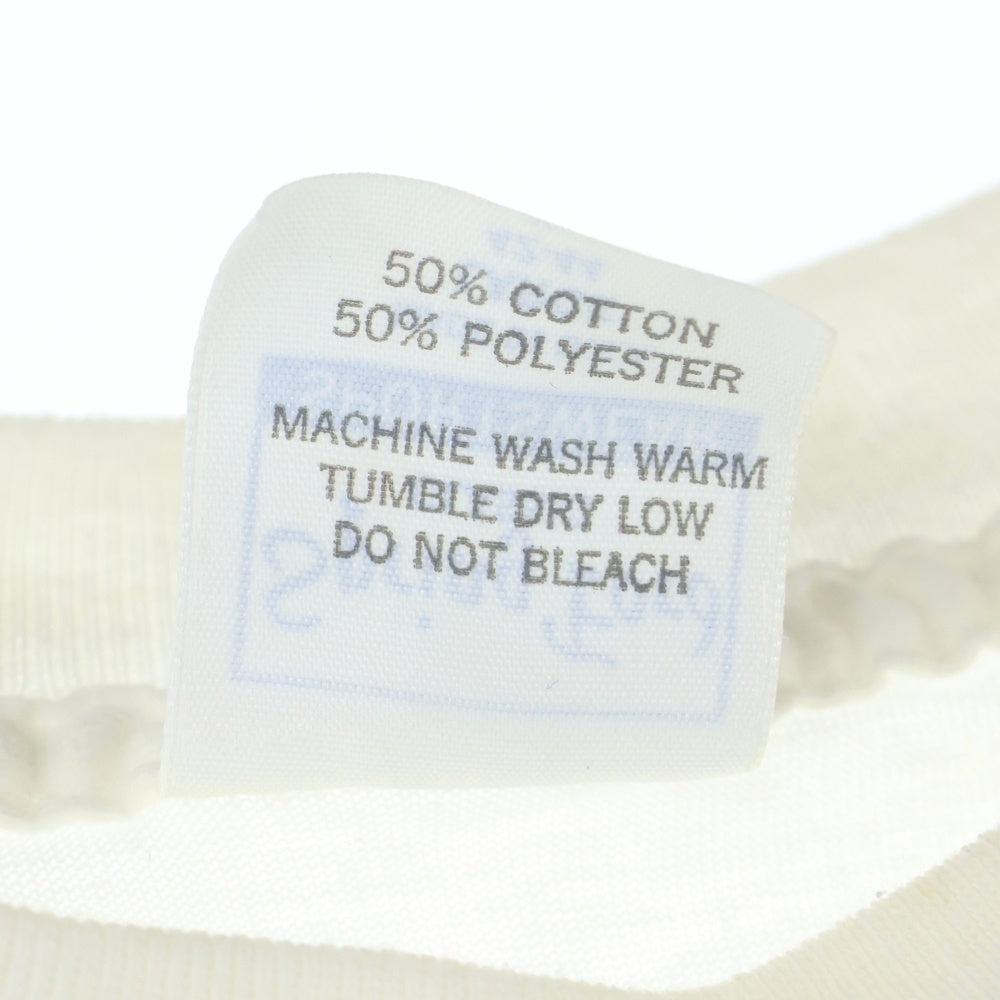 50% COTTON
50% POLYESTER
MACHINE WASH WARM
TUMBLE DRY LOW
DO NOT BLEACH